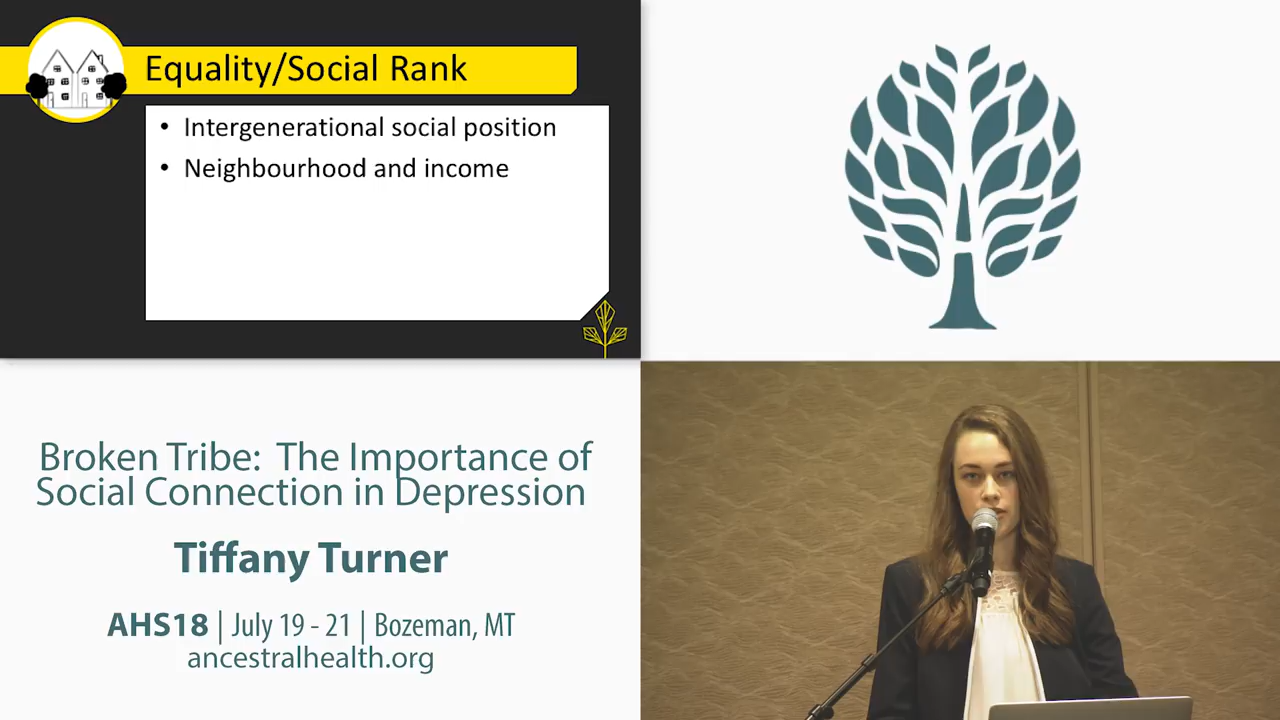 Equality/Social Rank
• Intergenerational social position
• Neighbourhood and income
Broken Tribe: The Importance of
Social Connection in Depression
Tiffany Turner
AHS18 | July 19 - 21 | Bozeman, MT
ancestralhealth.org